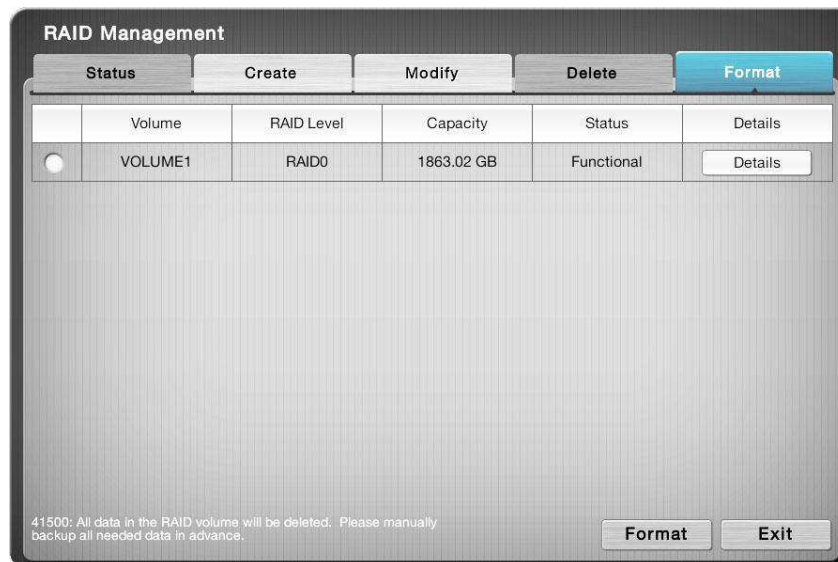 RAID Management
Status Create Modify Delete Format
Volume RAID Level Capacity Status Details
VOLUME1 RAID0 1863.02 GB Functional Details
41500: All data in the RAID volume will be deleted. Please manually
backup all needed data in advance.
Format Exit